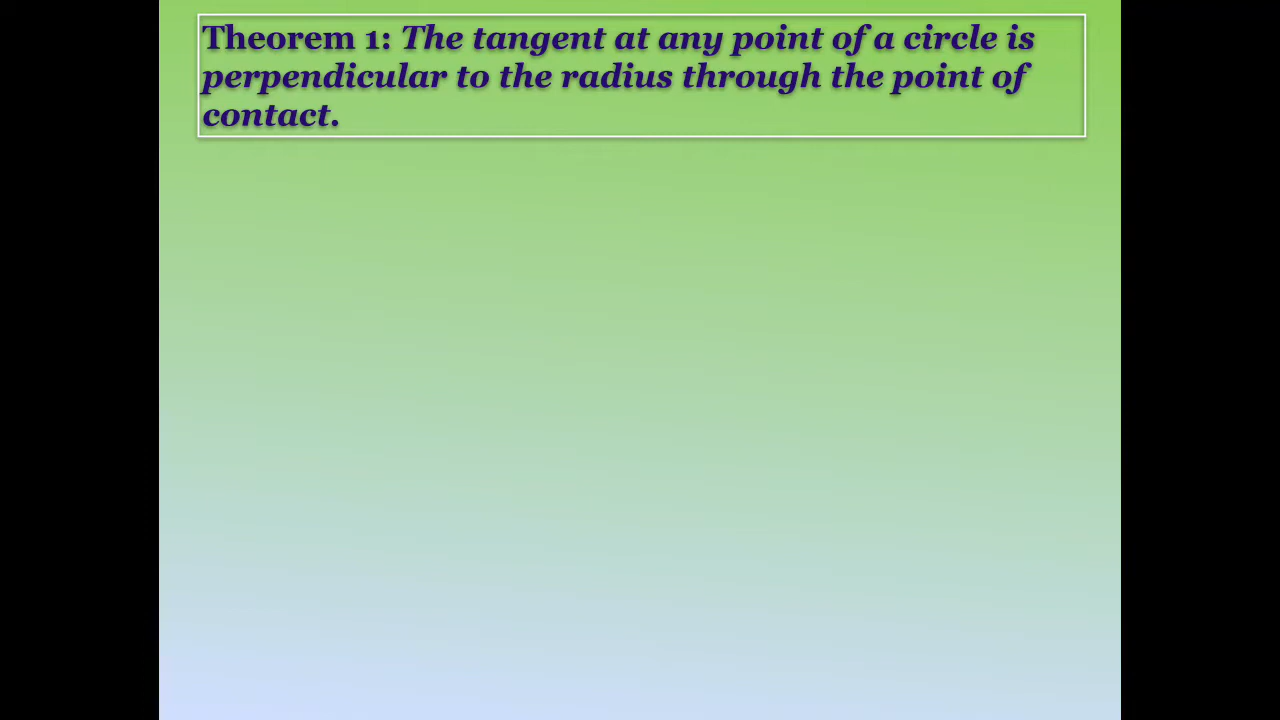 Theorem 1: The tangent at any point of a circle is
perpendicular to the radius through the point of
contact.